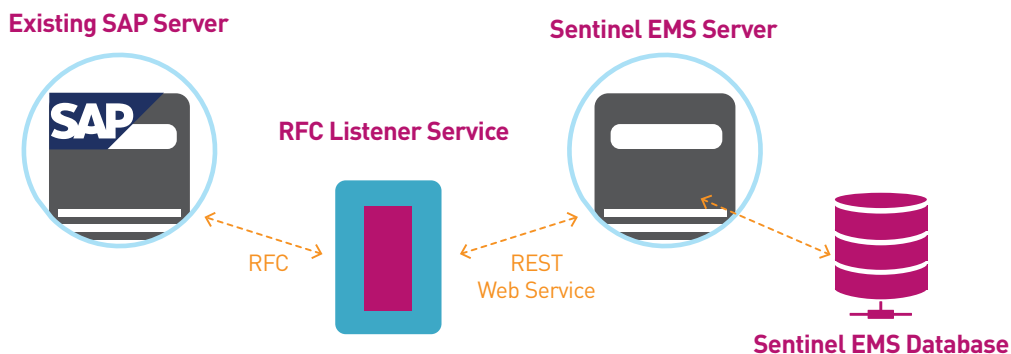 Existing SAP Server
Sentinel EMS Server
SAP
RFC Listener Service
RFC
REST
Web Service
Sentinel EMS Database